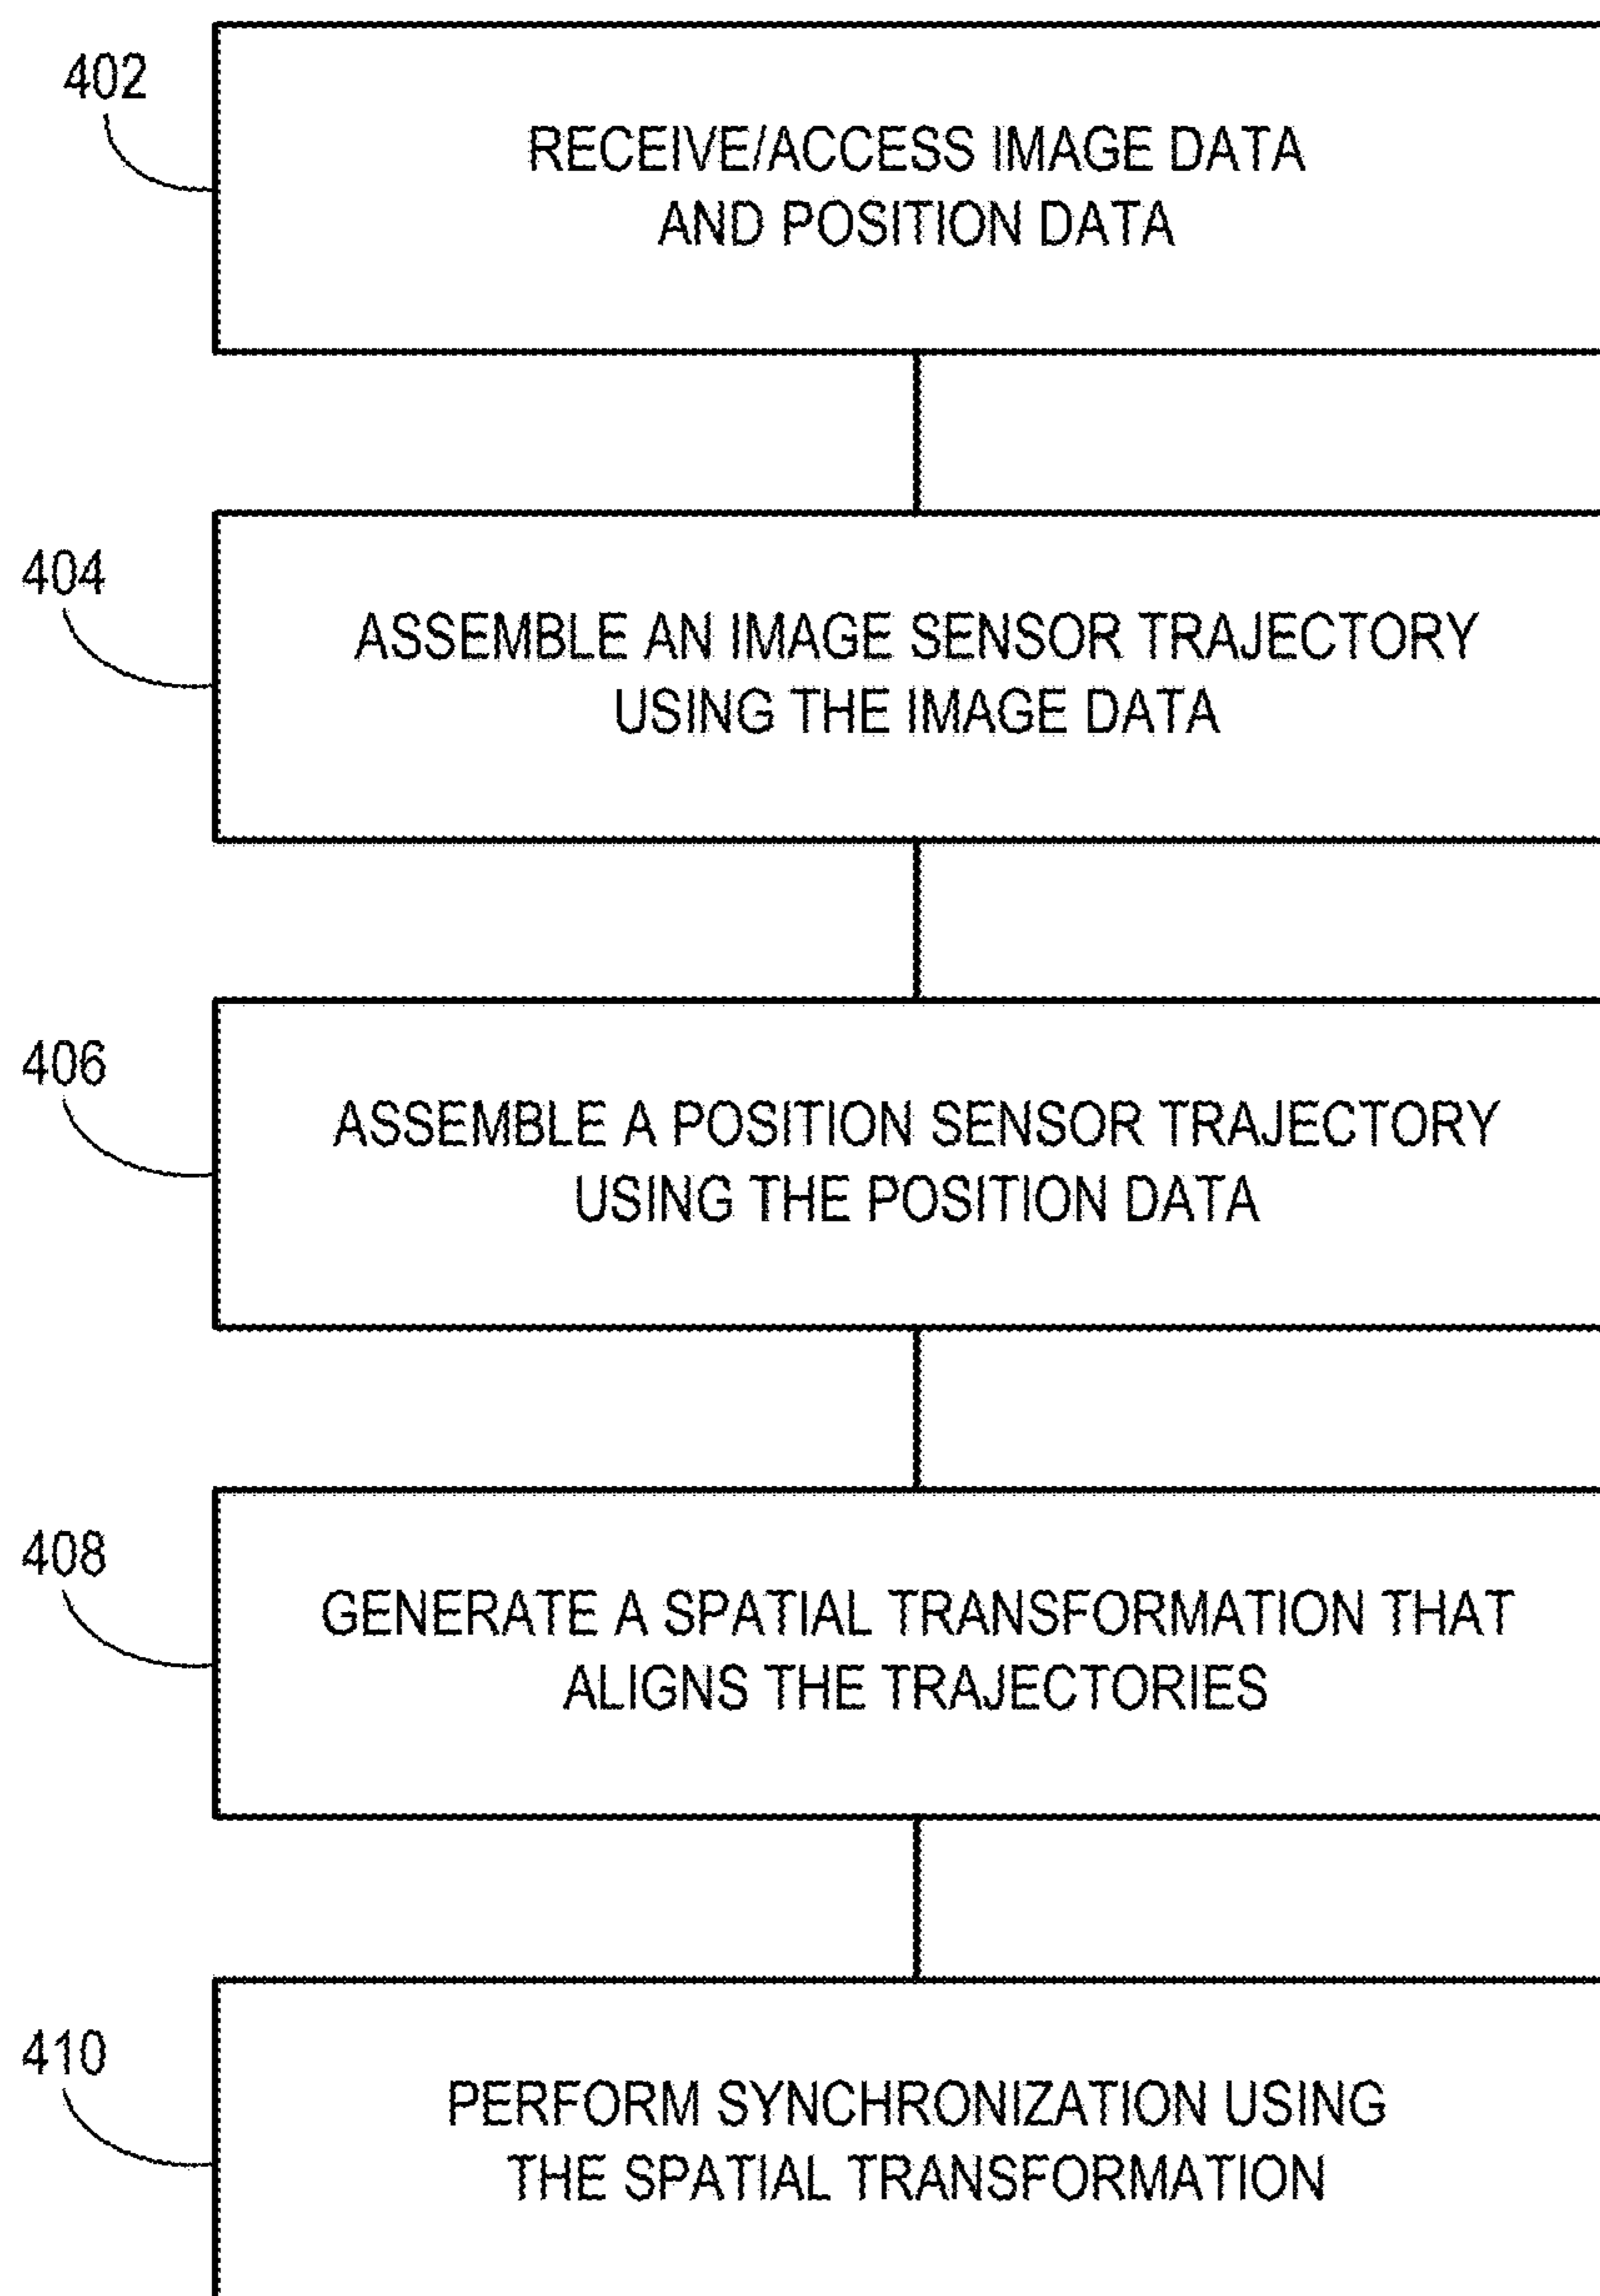 402
RECEIVE/ACCESS IMAGE DATA
AND POSITION DATA
404
ASSEMBLE AN IMAGE SENSOR TRAJECTORY
USING THE IMAGE DATA
406
ASSEMBLE A POSITION SENSOR TRAJECTORY
USING THE POSITION DATA
408
GENERATE A SPATIAL TRANSFORMATION THAT
ALIGNS THE TRAJECTORIES
410
PERFORM SYNCHRONIZATION USING
THE SPATIAL TRANSFORMATION